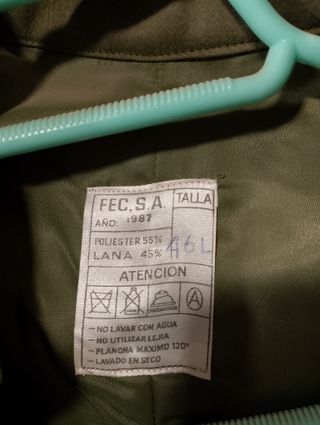 FEC, S.A.
TALLA
AÑO: 1987
POLIESTER 55%
LANA 45%
46L
ATENCION
A
— NO LAVAR CON AGUA
— NO UTILIZAR LEJIA
— PLANCHA MAXIMO 120°
— LAVADO EN SECO